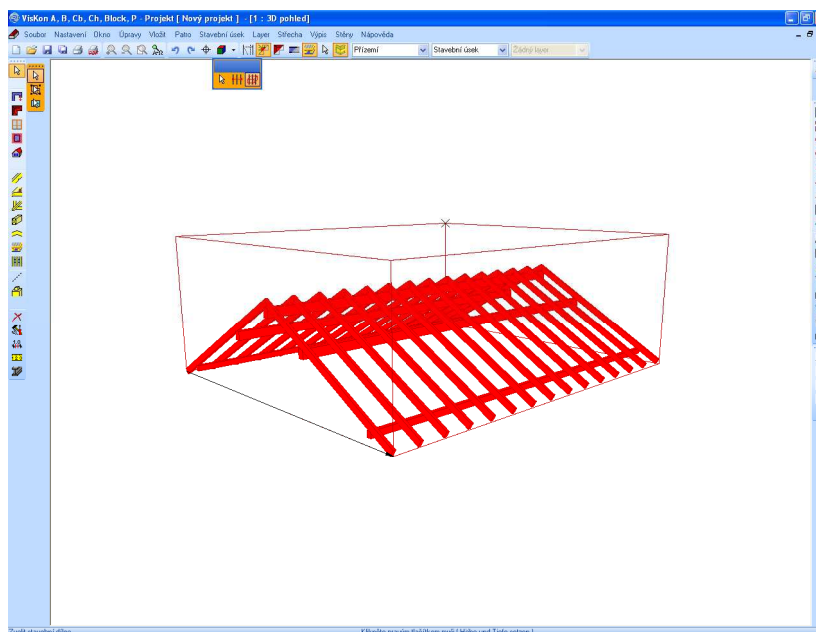 VisKon A, B, Cb, Ch, Block, P - Projekt [ Nový projekt ] - [1 : 3D pohled]
Soubor Nastavení Okno Úpravy Vložit Patro Stavební úsek Layer Střecha Výpis Stěny Nápověda
Přízemí Stavební úsek Žádný layer